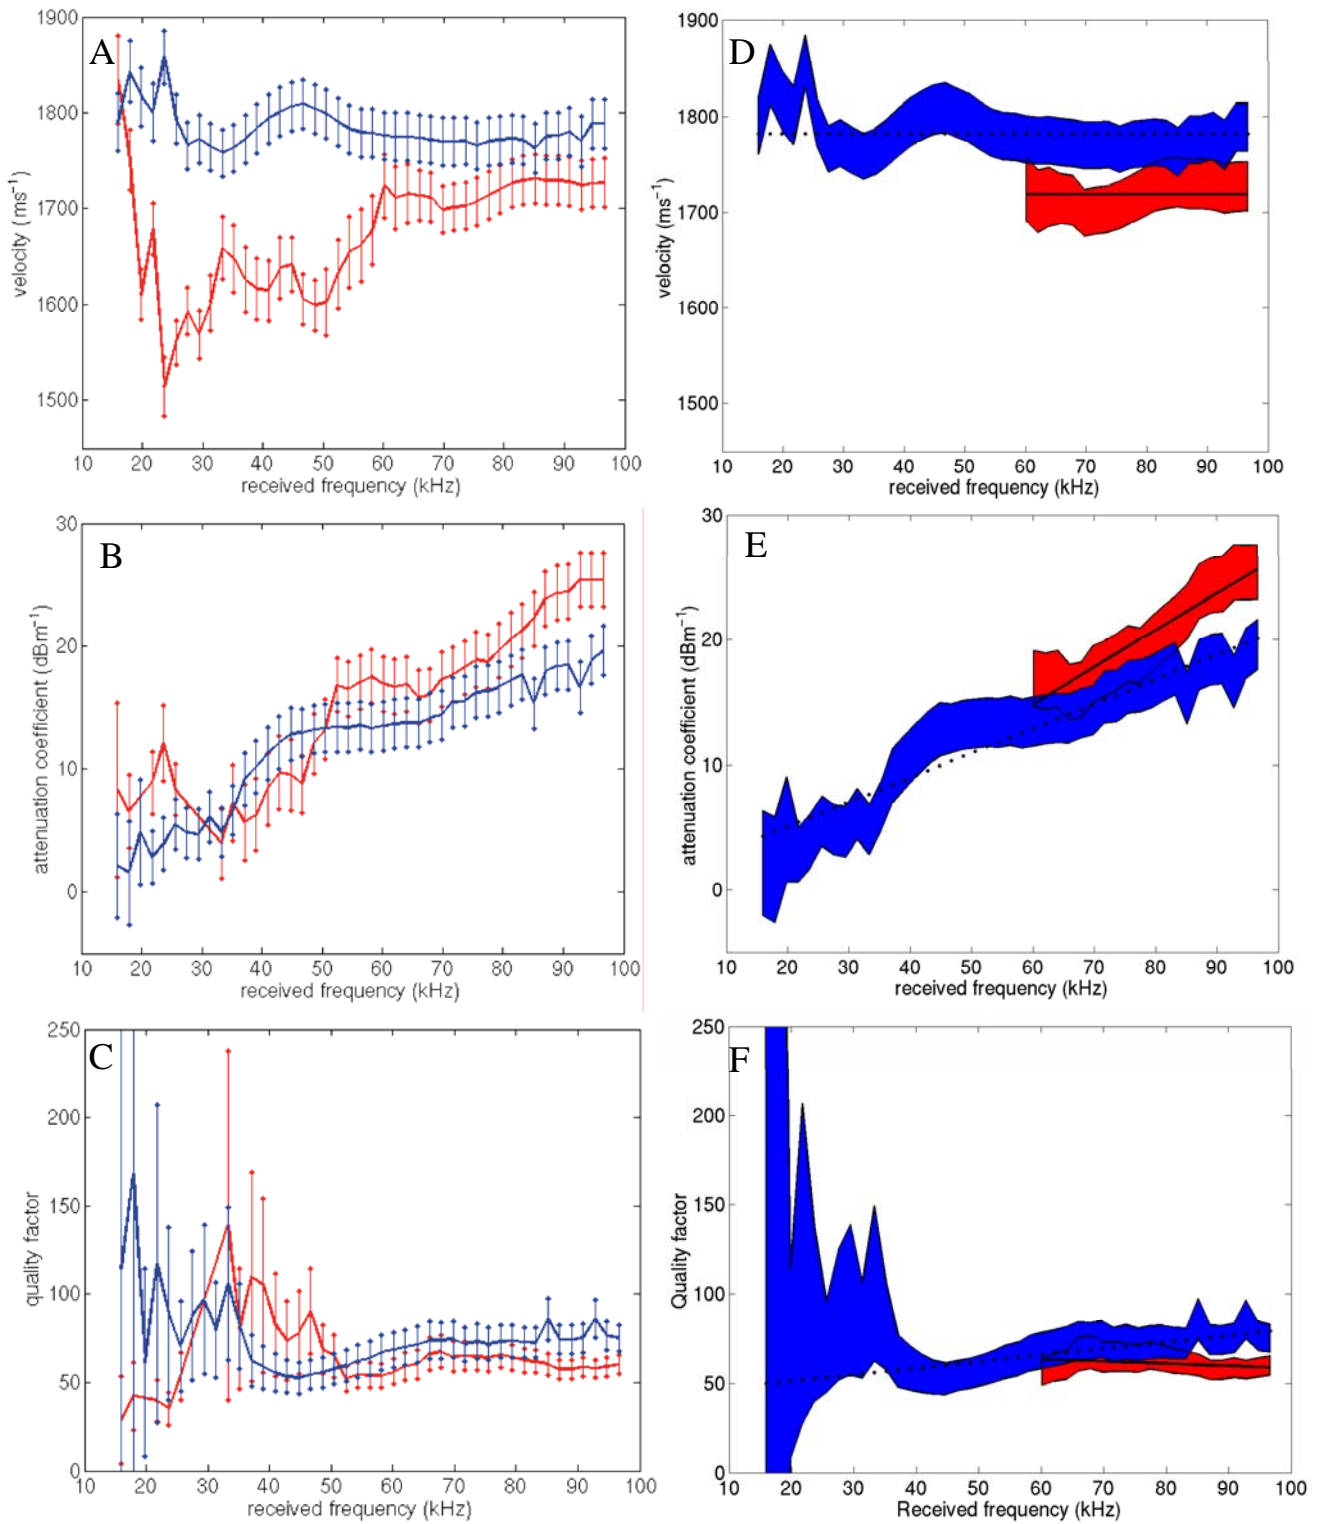 A
1900
1800
1700
1600
1500
velocity (ms⁻¹)
10 20 30 40 50 60 70 80 90 100
received frequency (kHz)
D
1900
1800
1700
1600
1500
velocity (ms⁻¹)
10 20 30 40 50 60 70 80 90 100
received frequency (kHz)
B
30
20
10
0
attenuation coefficient (dBm⁻¹)
10 20 30 40 50 60 70 80 90 100
received frequency (kHz)
E
30
20
10
0
attenuation coefficient (dBm⁻¹)
10 20 30 40 50 60 70 80 90 100
received frequency (kHz)
C
250
200
150
100
50
0
quality factor
10 20 30 40 50 60 70 80 90 100
received frequency (kHz)
F
250
200
150
100
50
0
Quality factor
10 20 30 40 50 60 70 80 90 100
Received frequency (kHz)